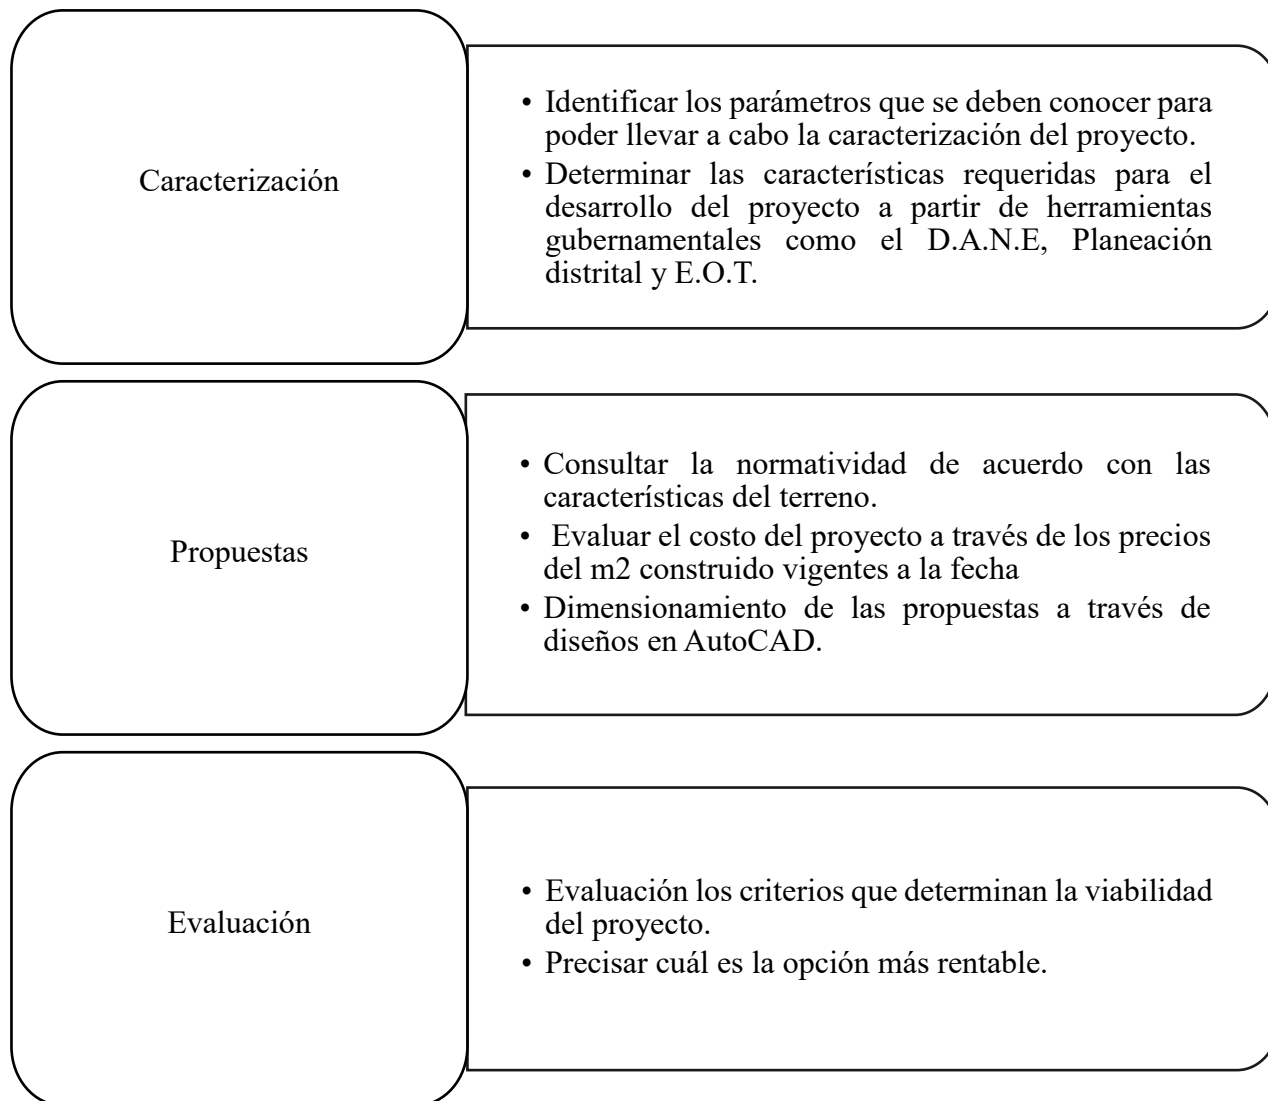 Caracterización
• Identificar los parámetros que se deben conocer para
poder llevar a cabo la caracterización del proyecto.
• Determinar las características requeridas para el
desarrollo del proyecto a partir de herramientas
gubernamentales como el D.A.N.E, Planeación
distrital y E.O.T.
Propuestas
• Consultar la normatividad de acuerdo con las
características del terreno.
• Evaluar el costo del proyecto a través de los precios
del m2 construido vigentes a la fecha
• Dimensionamiento de las propuestas a través de
diseños en AutoCAD.
Evaluación
• Evaluación los criterios que determinan la viabilidad
del proyecto.
• Precisar cuál es la opción más rentable.